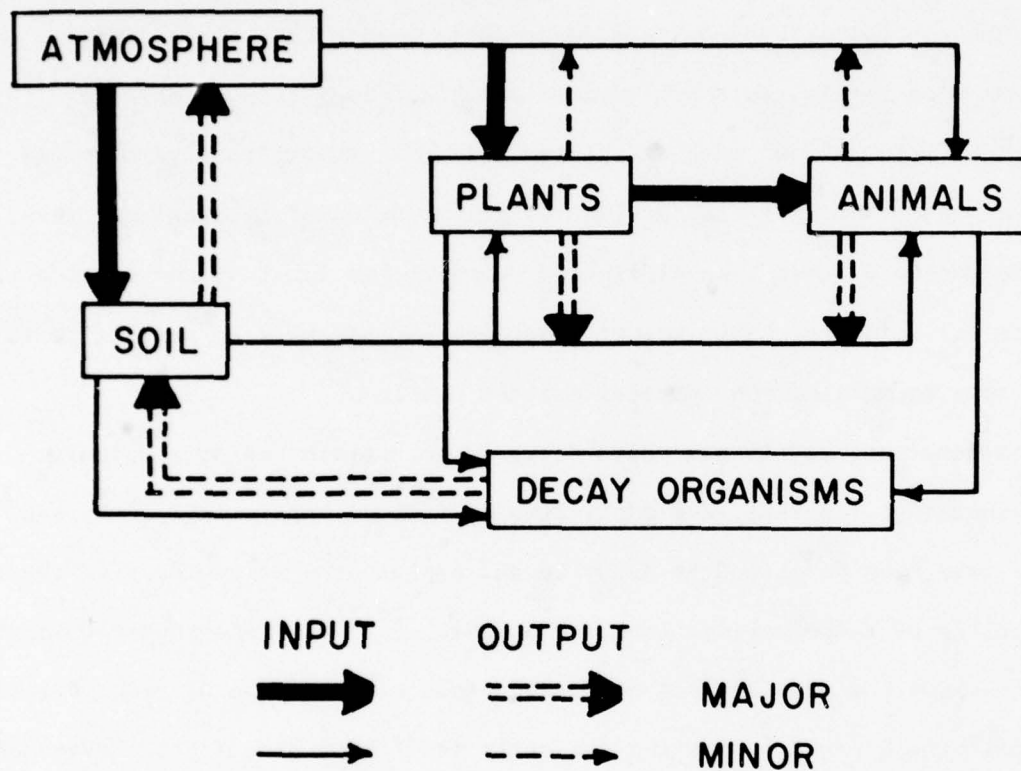 ATMOSPHERE
PLANTS
ANIMALS
SOIL
DECAY ORGANISMS
INPUT OUTPUT
MAJOR
MINOR